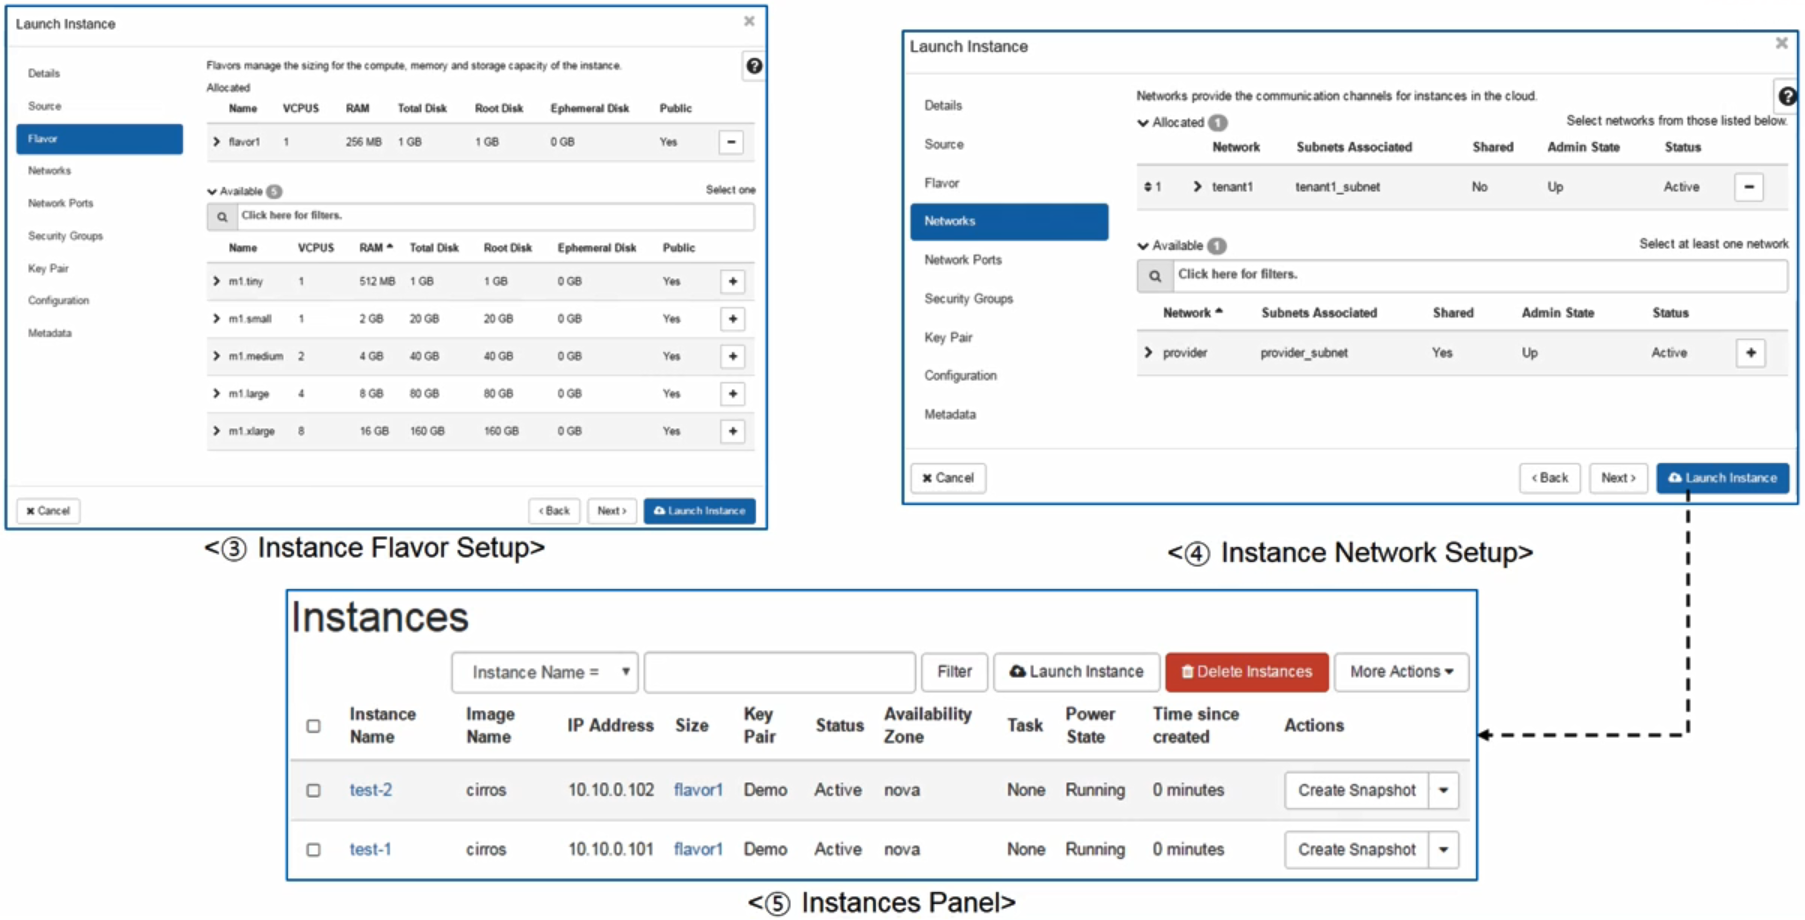 Launch Instance
Details
Source
Flavor
Networks
Network Ports
Security Groups
Key Pair
Configuration
Metadata
Flavors manage the sizing for the compute, memory and storage capacity of the instance.
Allocated
Name VCPUS RAM Total Disk Root Disk Ephemeral Disk Public
flavor1 1 256 MB 1 GB 1 GB 0 GB Yes
Available 5 Select one
Click here for filters.
Name VCPUS RAM Total Disk Root Disk Ephemeral Disk Public
m1.tiny 1 512 MB 1 GB 1 GB 0 GB Yes
m1.small 1 2 GB 20 GB 20 GB 0 GB Yes
m1.medium 2 4 GB 40 GB 40 GB 0 GB Yes
m1.large 4 8 GB 80 GB 80 GB 0 GB Yes
m1.xlarge 8 16 GB 160 GB 160 GB 0 GB Yes
Cancel < Back Next > Launch Instance
<③ Instance Flavor Setup>
Launch Instance
Details
Source
Flavor
Networks
Network Ports
Security Groups
Key Pair
Configuration
Metadata
Networks provide the communication channels for instances in the cloud.
Allocated 1 Select networks from those listed below.
Network Subnets Associated Shared Admin State Status
1 tenant1 tenant1_subnet No Up Active
Available 1 Select at least one network
Click here for filters.
Network Subnets Associated Shared Admin State Status
provider provider_subnet Yes Up Active
Cancel < Back Next > Launch Instance
<④ Instance Network Setup>
Instances
Instance Name = Filter Launch Instance Delete Instances More Actions
Instance Name Image Name IP Address Size Key Pair Status Availability Zone Task Power State Time since created Actions
test-2 cirros 10.10.0.102 flavor1 Demo Active nova None Running 0 minutes Create Snapshot
test-1 cirros 10.10.0.101 flavor1 Demo Active nova None Running 0 minutes Create Snapshot
<⑤ Instances Panel>